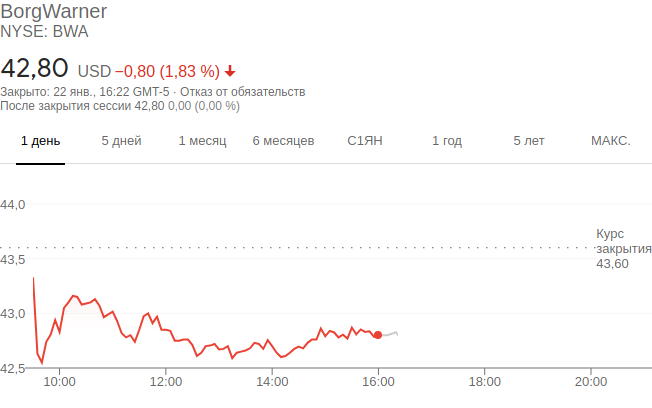 BorgWarner
NYSE: BWA
42,80 USD −0,80 (1,83 %)
Закрыто: 22 янв., 16:22 GMT-5 · Отказ от обязательств
После закрытия сессии 42,80 0,00 (0,00 %)
1 день 5 дней 1 месяц 6 месяцев С1ЯН 1 год 5 лет МАКС.
44,0
Курс
закрытия
43,60
43,5
43,0
42,5
10:00 12:00 14:00 16:00 18:00 20:00